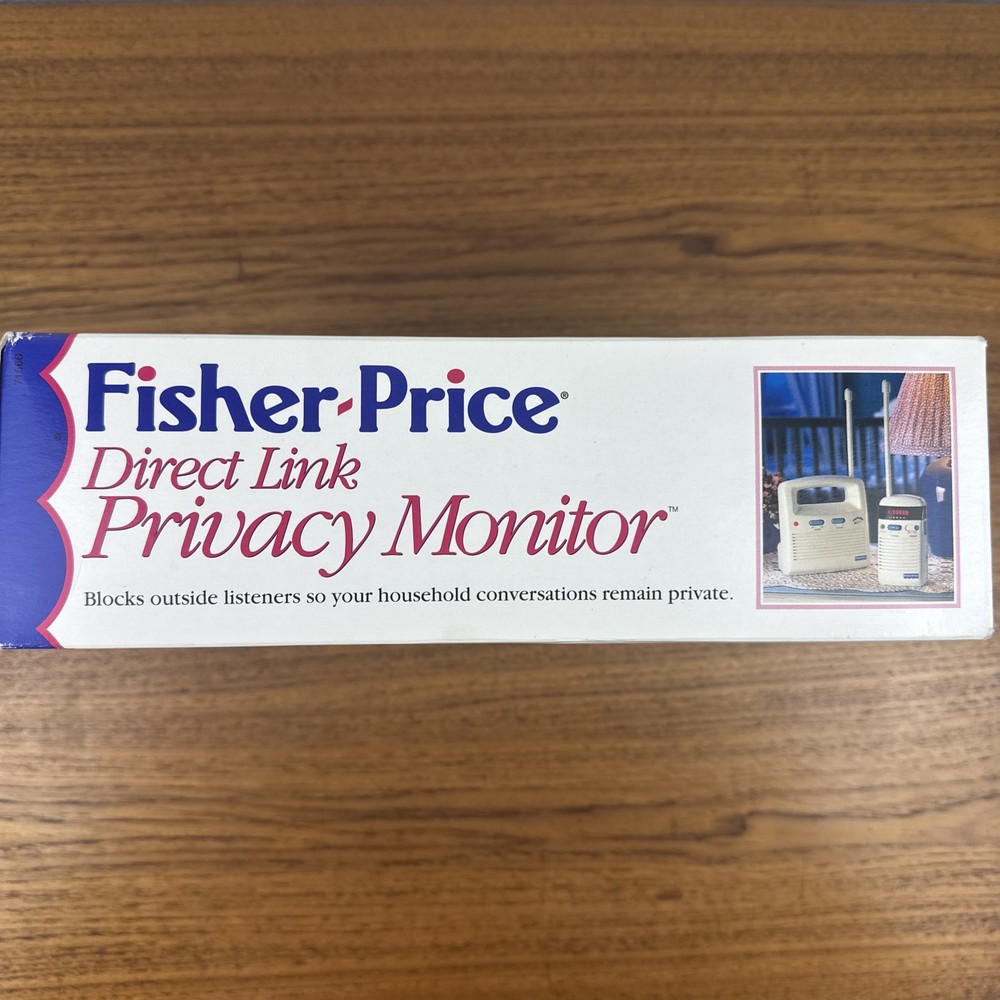 Fisher-Price®
Direct Link
Privacy Monitor™
Blocks outside listeners so your household conversations remain private.